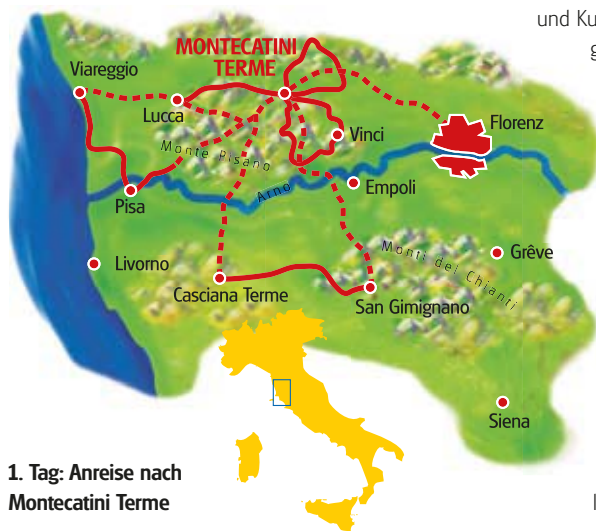 und Ku
g
MONTECATINI
TERME
Viareggio
Lucca
Florenz
Vinci
Monte Pisano
Arno
Empoli
Pisa
Livorno
Grêve
Monti del Chianti
Casciana Terme
San Gimignano
Siena
1. Tag: Anreise nach
Montecatini Terme